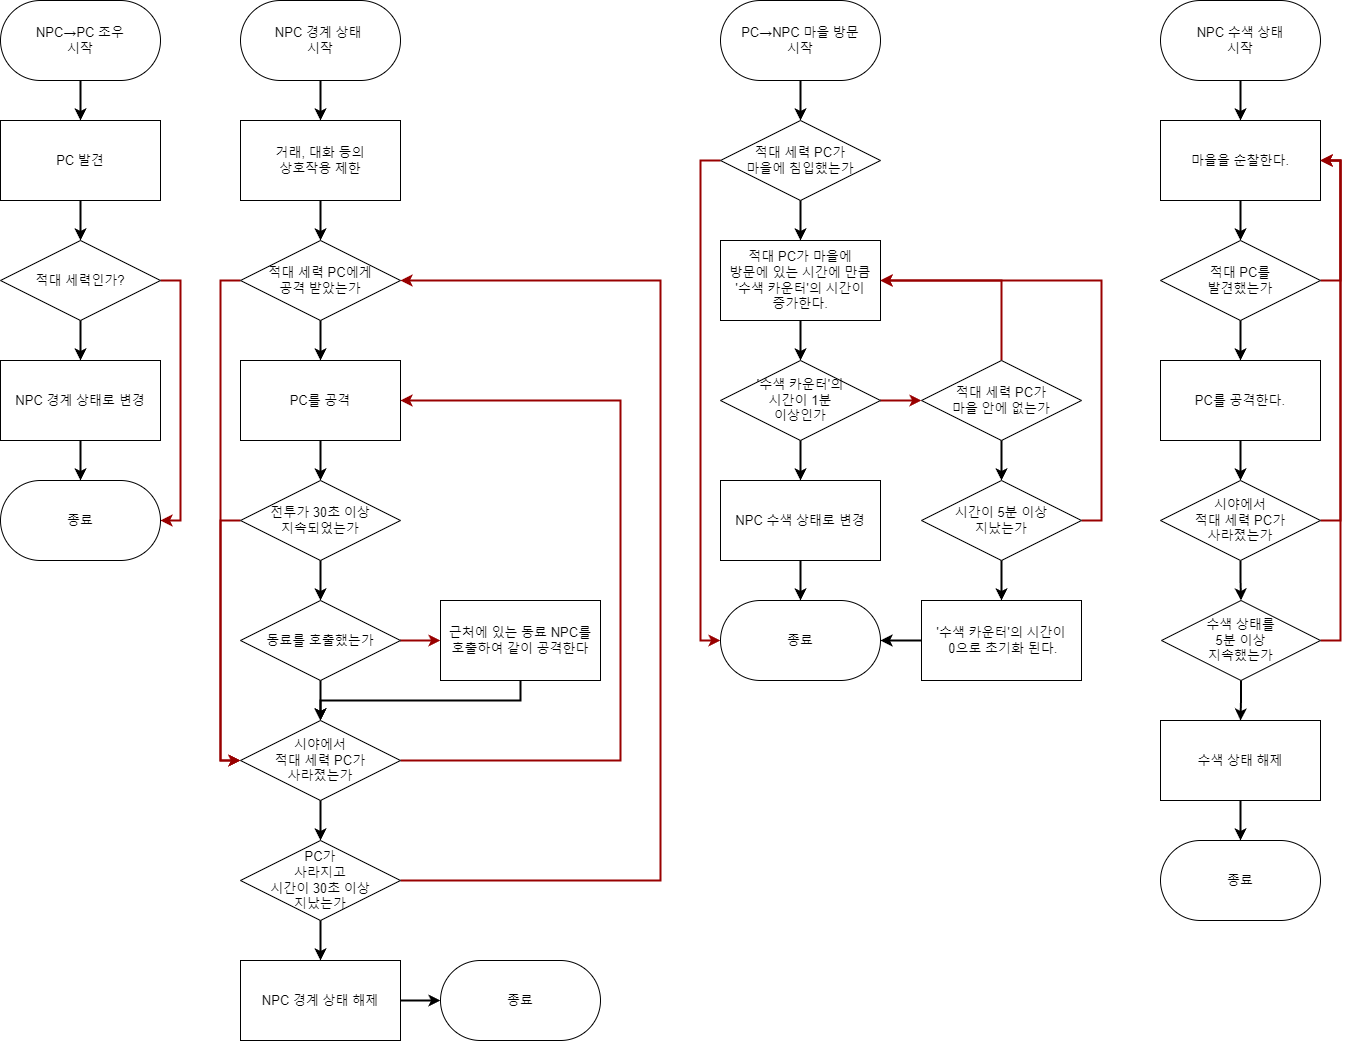 NPC→PC 조우
시작
PC 발견
적대 세력인가?
NPC 경계 상태로 변경
종료
NPC 경계 상태
시작
거래, 대화 등의
상호작용 제한
적대 세력 PC에게
공격 받았는가
PC를 공격
전투가 30초 이상
지속되었는가
동료를 호출했는가
근처에 있는 동료 NPC를
호출하여 같이 공격한다
시야에서
적대 세력 PC가
사라졌는가
PC가
사라지고
시간이 30초 이상
지났는가
NPC 경계 상태 해제
종료
PC→NPC 마을 방문
시작
적대 세력 PC가
마을에 침입했는가
적대 PC가 마을에
방문에 있는 시간에 만큼
'수색 카운터'의 시간이
증가한다.
'수색 카운터'의
시간이 1분
이상인가
적대 세력 PC가
마을 안에 없는가
NPC 수색 상태로 변경
시간이 5분 이상
지났는가
종료
'수색 카운터'의 시간이
0으로 초기화 된다.
NPC 수색 상태
시작
마을을 순찰한다.
적대 PC를
발견했는가
PC를 공격한다.
시야에서
적대 세력 PC가
사라졌는가
수색 상태를
5분 이상
지속했는가
수색 상태 해제
종료